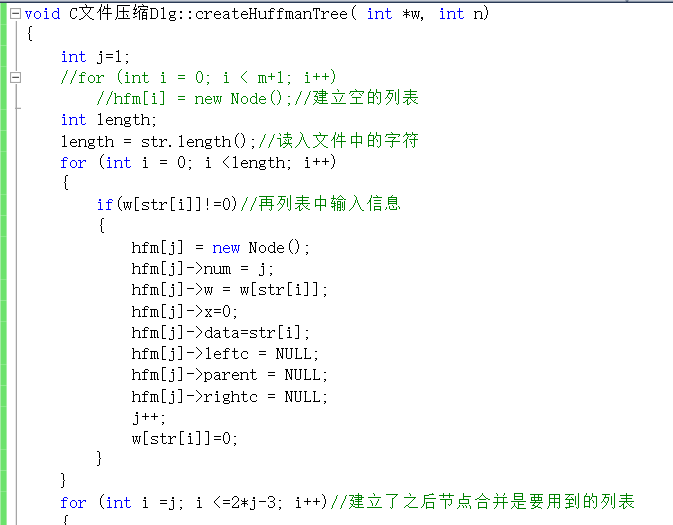 void C文件压缩Dlg::createHuffmanTree( int *w, int n)
{
int j=1;
//for (int i = 0; i < m+1; i++)
//hfm[i] = new Node();//建立空的列表
int length;
length = str.length();//读入文件中的字符
for (int i = 0; i <length; i++)
{
if(w[str[i]]!=0)//再列表中输入信息
{
hfm[j] = new Node();
hfm[j]->num = j;
hfm[j]->w = w[str[i]];
hfm[j]->x=0;
hfm[j]->data=str[i];
hfm[j]->leftc = NULL;
hfm[j]->parent = NULL;
hfm[j]->rightc = NULL;
j++;
w[str[i]]=0;
}
}
for (int i =j; i <=2*j-3; i++)//建立了之后节点合并是要用到的列表
{